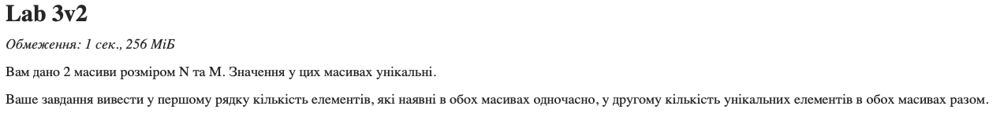 Lab 3v2
Обмеження: 1 сек., 256 МіБ
Вам дано 2 масиви розміром N та M. Значення у цих масивах унікальні.
Ваше завдання вивести у першому рядку кількість елементів, які наявні в обох масивах одночасно, у другому кількість унікальних елементів в обох масивах разом.